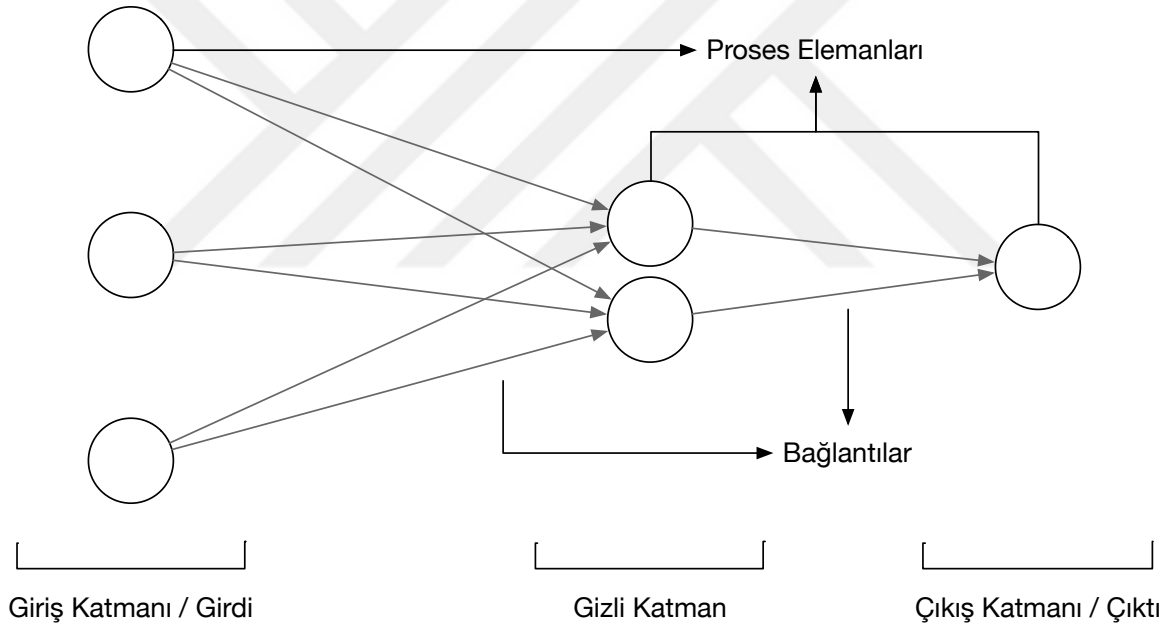 Proses Elemanları
Bağlantılar
Giriş Katmanı / Girdi
Gizli Katman
Çıkış Katmanı / Çıktı